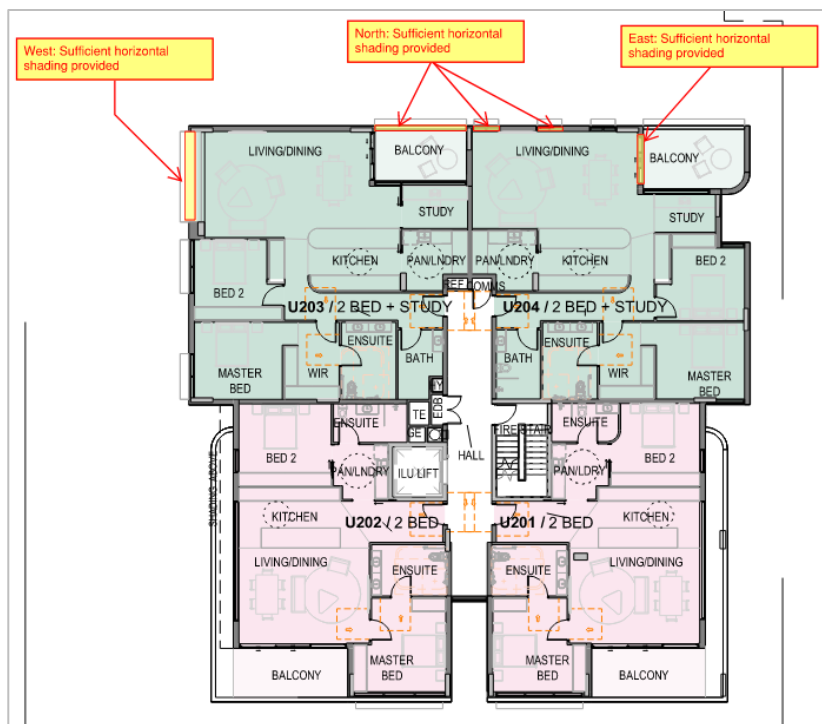 West: Sufficient horizontal
shading provided
North: Sufficient horizontal
shading provided
East: Sufficient horizontal
shading provided
LIVING/DINING
BALCONY
LIVING/DINING
BALCONY
STUDY
STUDY
KITCHEN
PAN/LNDRY
PAN/LNDRY
KITCHEN
BED 2
BED 2
REF
COMMS
U203 / 2 BED + STUDY
U204 / 2 BED + STUDY
ENSUITE
ENSUITE
MASTER
BED
WIR
BATH
BATH
WIR
MASTER
BED
ENSUITE
TE
EDB
FIRE STAIR
ENSUITE
BED 2
HALL
BED 2
PAN/LNDRY
ILU LIFT
PAN/LDRY
SHADING ABOVE
KITCHEN
U202 / 2 BED
U201 / 2 BED
KITCHEN
LIVING/DINING
ENSUITE
ENSUITE
LIVING/DINING
MASTER
BED
MASTER
BED
BALCONY
BALCONY